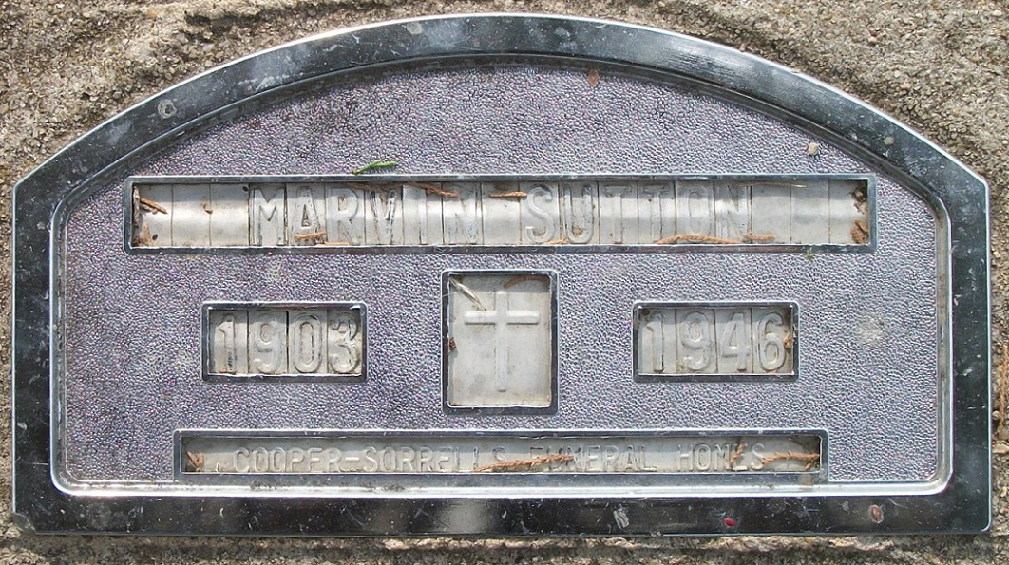 MARVIN SUTTON
1903 1946
COOPER-SORRELLS FUNERAL HOMES